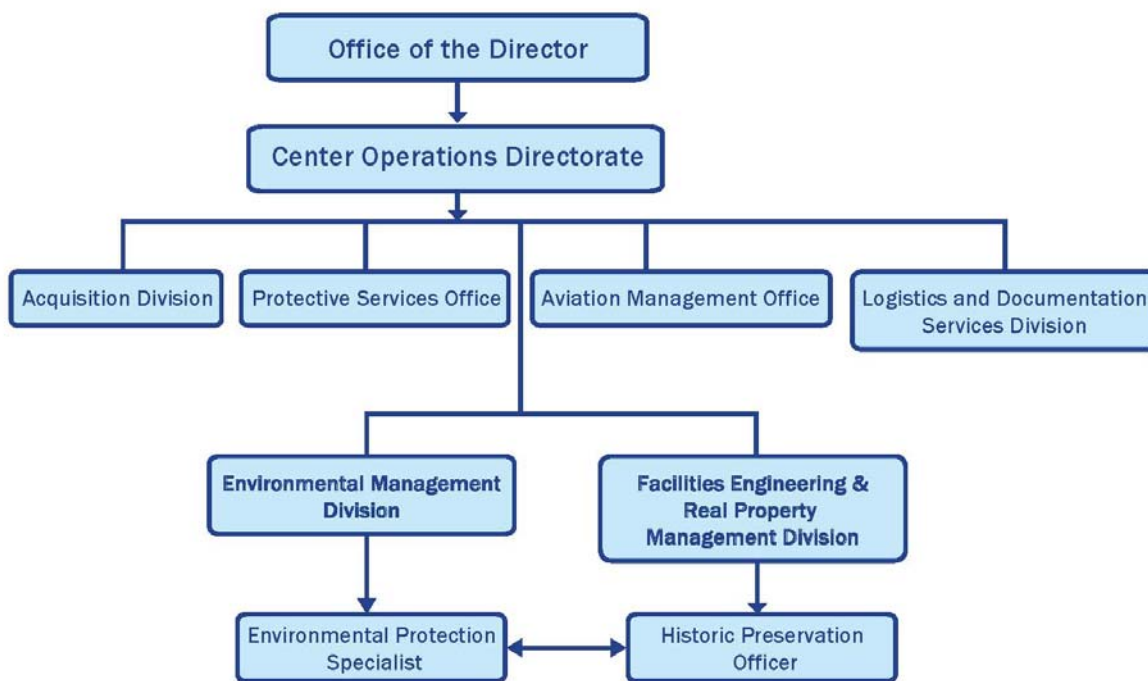 Office of the Director
Center Operations Directorate
Acquisition Division
Protective Services Office
Aviation Management Office
Logistics and Documentation
Services Division
Environmental Management
Division
Facilities Engineering &
Real Property
Management Division
Environmental Protection
Specialist
Historic Preservation
Officer